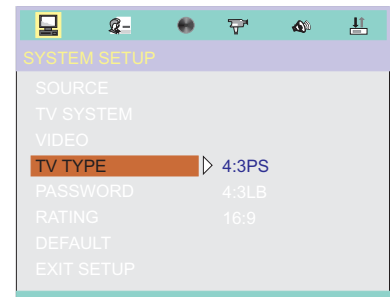 SYSTEM SETUP
SOURCE
TV SYSTEM
VIDEO
TV TYPE 4:3PS
PASSWORD 4:3LB
RATING 16:9
DEFAULT
EXIT SETUP